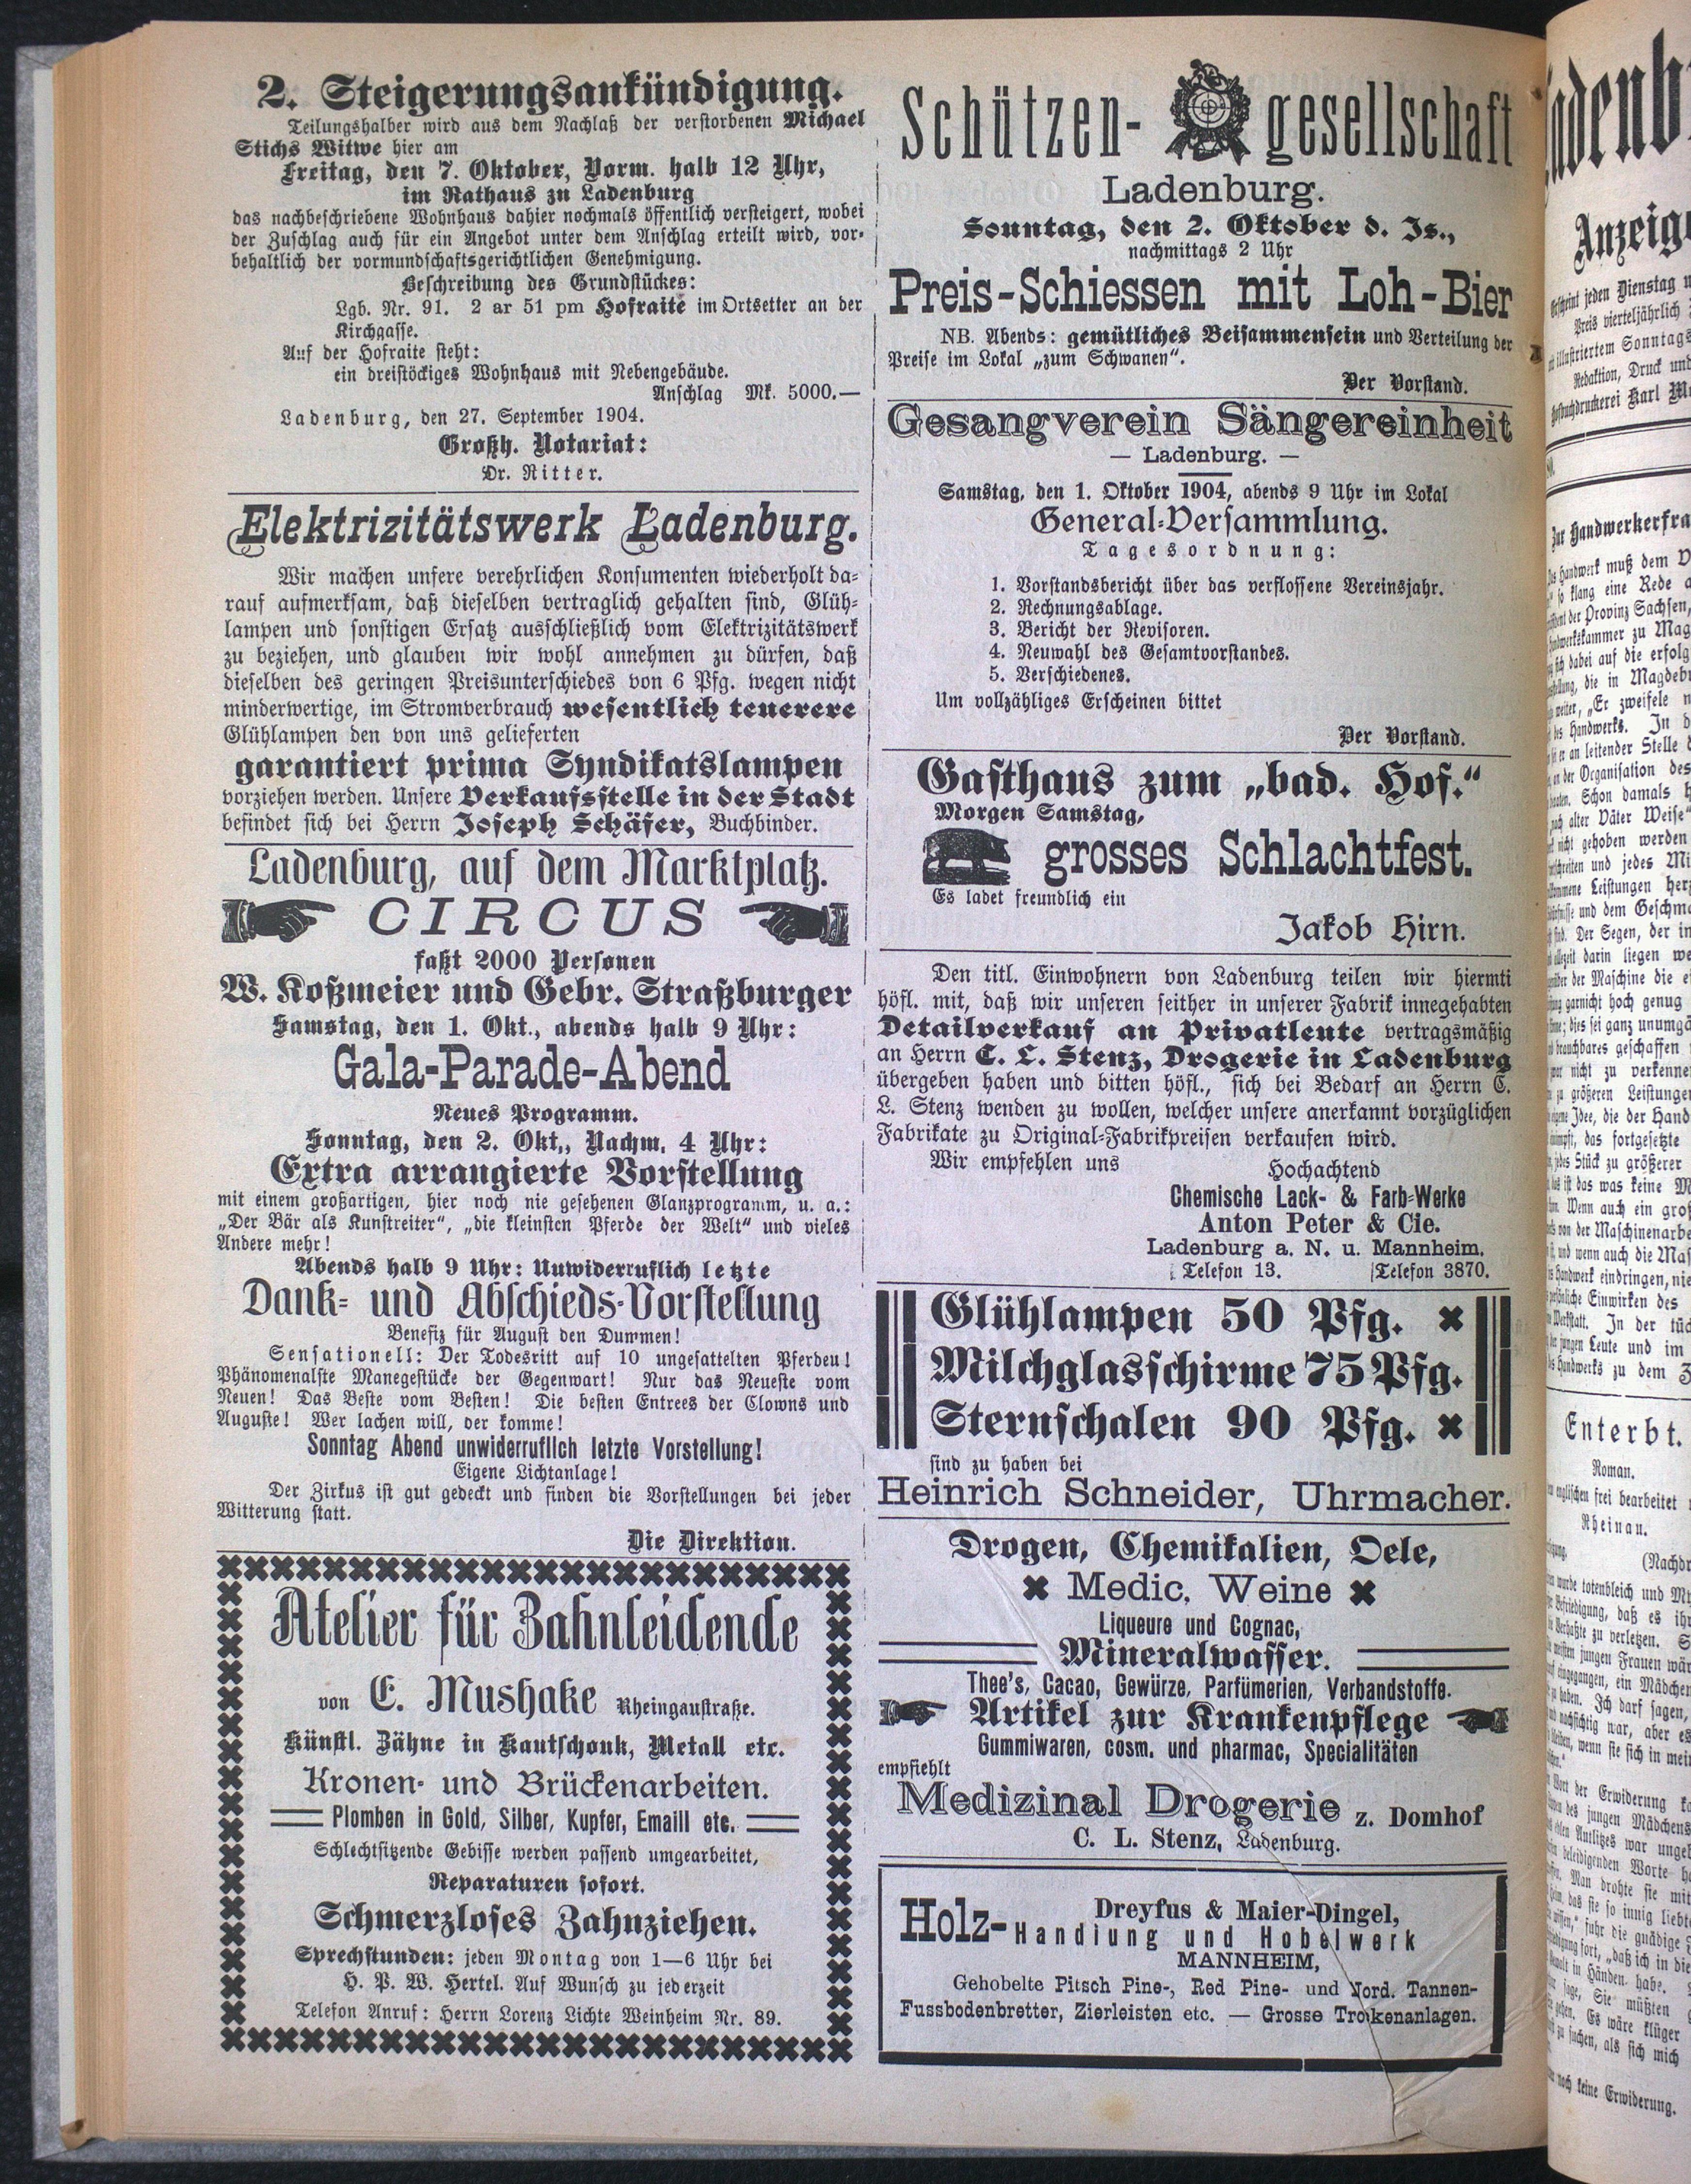 2. Steigerungsankündigung.
Teilungshalber wird aus dem Nachlaß der verstorbenen Michael
Stichs Witwe hier am
Freitag, den 7. Oktober, Vorm. halb 12 Uhr,
im Rathaus zu Ladenburg
das nachbeschriebene Wohnhaus dahier nochmals öffentlich versteigert, wobei
der Zuschlag auch für ein Angebot unter dem Anschlag erteilt wird, vor-
behaltlich der vormundschaftsgerichtlichen Genehmigung.
Beschreibung des Grundstückes:
Lgb. Nr. 91. 2 ar 51 pm Hofraite im Ortsetter an der
Kirchgasse.
Auf der Hofraite steht:
ein dreistöckiges Wohnhaus mit Nebengebäude.
Anschlag Mk. 5000.—
Ladenburg, den 27. September 1904.
Großh. Notariat:
Dr. Ritter.
Elektrizitätswerk Ladenburg.
Wir machen unsere verehrlichen Konsumenten wiederholt da-
rauf aufmerksam, daß dieselben vertraglich gehalten sind, Glüh-
lampen und sonstigen Ersatz ausschließlich vom Elektrizitätswerk
zu beziehen, und glauben wir wohl annehmen zu dürfen, daß
dieselben des geringen Preisunterschiedes von 6 Pfg. wegen nicht
minderwertige, im Stromverbrauch wesentlich teuerere
Glühlampen den von uns gelieferten
garantiert prima Syndikatslampen
vorziehen werden. Unsere Verkaufsstelle in der Stadt
befindet sich bei Herrn Joseph Schäfer, Buchbinder.
Ladenburg, auf dem Marktplatz.
CIRCUS
faßt 2000 Personen
W. Koßmeier und Gebr. Straßburger
Samstag, den 1. Okt., abends halb 9 Uhr:
Gala-Parade-Abend
Neues Programm.
Sonntag, den 2. Okt., Nachm. 4 Uhr:
Extra arrangierte Vorstellung
mit einem großartigen, hier noch nie gesehenen Glanzprogramm, u. a.:
„Der Bär als Kunstreiter“, „die kleinsten Pferde der Welt“ und vieles
Andere mehr!
Abends halb 9 Uhr: Unwiderruflich letzte
Dank- und Abschieds-Vorstellung
Benefiz für August den Dummen!
Sensationell: Der Todesritt auf 10 ungesattelten Pferdeu!
Phänomenalste Manegestücke der Gegenwart! Nur das Neueste vom
Neuen! Das Beste vom Besten! Die besten Entrees der Clowns und
Auguste! Wer lachen will, der komme!
Sonntag Abend unwiderruflich letzte Vorstellung!
Eigene Lichtanlage!
Der Zirkus ist gut gedeckt und finden die Vorstellungen bei jeder
Witterung statt.
Die Direktion.
Atelier für Zahnleidende
von E. Mushake Rheingaustraße.
Künstl. Zähne in Kautschouk, Metall etc.
Kronen- und Brückenarbeiten.
Plomben in Gold, Silber, Kupfer, Emaill etc.
Schlechtsitzende Gebisse werden passend umgearbeitet,
Reparaturen sofort.
Schmerzloses Zahnziehen.
Sprechstunden: jeden Montag von 1—6 Uhr bei
H. P. W. Hertel. Auf Wunsch zu jederzeit
Telefon Anruf: Herrn Lorenz Lichte Weinheim Nr. 89.
Schützen-gesellschaft
Ladenburg.
Sonntag, den 2. Oktober d. Js.,
nachmittags 2 Uhr
Preis-Schiessen mit Loh-Bier
NB. Abends: gemütliches Beisammensein und Verteilung der
Preise im Lokal „zum Schwanen“.
Der Vorstand.
Gesangverein Sängereinheit
— Ladenburg. —
Samstag, den 1. Oktober 1904, abends 9 Uhr im Lokal
General-Versammlung.
Tagesordnung:
1. Vorstandsbericht über das verflossene Vereinsjahr.
2. Rechnungsablage.
3. Bericht der Revisoren.
4. Neuwahl des Gesamtvorstandes.
5. Verschiedenes.
Um vollzähliges Erscheinen bittet
Der Vorstand.
Gasthaus zum „bad. Hof.“
Morgen Samstag,
grosses Schlachtfest.
Es ladet freundlich ein
Jakob Hirn.
Den titl. Einwohnern von Ladenburg teilen wir hiermti
höfl. mit, daß wir unseren seither in unserer Fabrik innegehabten
Detailverkauf an Privatleute vertragsmäßig
an Herrn C. L. Stenz, Drogerie in Ladenburg
übergeben haben und bitten höfl., sich bei Bedarf an Herrn C.
L. Stenz wenden zu wollen, welcher unsere anerkannt vorzüglichen
Fabrikate zu Original-Fabrikpreisen verkaufen wird.
Wir empfehlen uns
Hochachtend
Chemische Lack- & Farb-Werke
Anton Peter & Cie.
Ladenburg a. N. u. Mannheim.
Telefon 13. Telefon 3870.
Glühlampen 50 Pfg.
Milchglasschirme 75 Pfg.
Sternschalen 90 Pfg.
sind zu haben bei
Heinrich Schneider, Uhrmacher.
Drogen, Chemikalien, Oele,
Medic. Weine
Liqueure und Cognac,
Mineralwasser.
Thee's, Cacao, Gewürze, Parfümerien, Verbandstoffe.
Artikel zur Krankenpflege
Gummiwaren, cosm. und pharmac, Specialitäten
empfiehlt
Medizinal Drogerie z. Domhof
C. L. Stenz, Ladenburg.
Dreyfus & Maier-Dingel,
Holz-Handlung und Hobelwerk
MANNHEIM,
Gehobelte Pitsch Pine-, Red Pine- und Nord. Tannen-
Fussbodenbretter, Zierleisten etc. — Grosse Trokenanlagen.
Erscheint jeden Dienstag
Preis vierteljährlich
illustriertem Sonntags
Redaktion, Druck und
Zur Handwerkerfra
Enterbt.
Roman.
englischen frei bearbeitet
Rheinau.
noch keine Erwiderung.